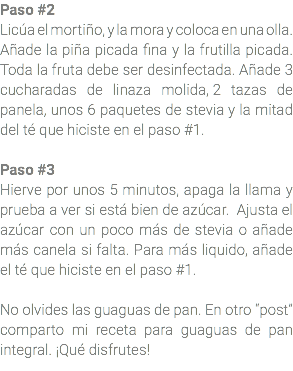 Paso #2
Licúa el mortiño, y la mora y coloca en una olla.
Añade la piña picada fina y la frutilla picada.
Toda la fruta debe ser desinfectada. Añade 3
cucharadas de linaza molida, 2 tazas de
panela, unos 6 paquetes de stevia y la mitad
del té que hiciste en el paso #1.
Paso #3
Hierve por unos 5 minutos, apaga la llama y
prueba a ver si está bien de azúcar. Ajusta el
azúcar con un poco más de stevia o añade
más canela si falta. Para más liquido, añade
el té que hiciste en el paso #1.
No olvides las guaguas de pan. En otro "post"
comparto mi receta para guaguas de pan
integral. ¡Qué disfrutes!